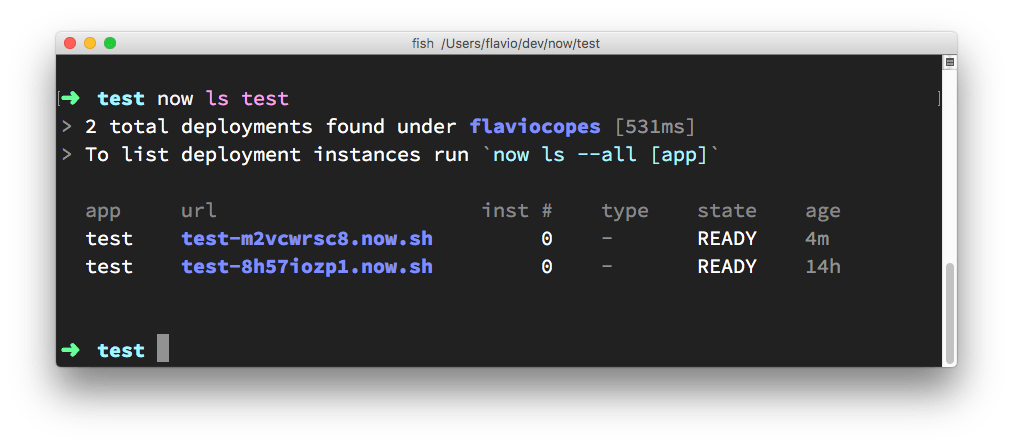 fish /Users/flavio/dev/now/test
➜ test now ls test
> 2 total deployments found under flaviocopes [531ms]
> To list deployment instances run `now ls --all [app]`
app url inst # type state age
test test-m2vcwrsc8.now.sh 0 - READY 4m
test test-8h57iozp1.now.sh 0 - READY 14h
➜ test